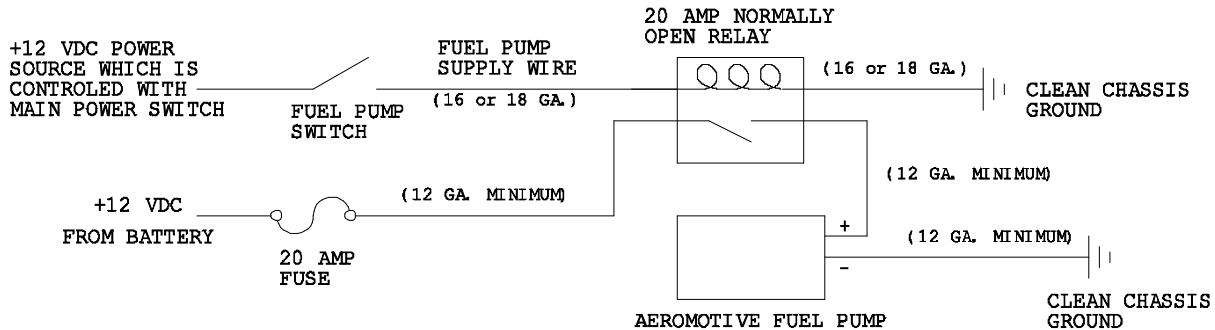 20 AMP NORMALLY
OPEN RELAY
+12 VDC POWER
SOURCE WHICH IS
CONTROLED WITH
MAIN POWER SWITCH
FUEL PUMP
SWITCH
FUEL PUMP
SUPPLY WIRE
(16 or 18 GA.)
(16 or 18 GA.)
CLEAN CHASSIS
GROUND
+12 VDC
FROM BATTERY
20 AMP
FUSE
(12 GA. MINIMUM)
(12 GA. MINIMUM)
+
-
(12 GA. MINIMUM)
CLEAN CHASSIS
GROUND
AEROMOTIVE FUEL PUMP